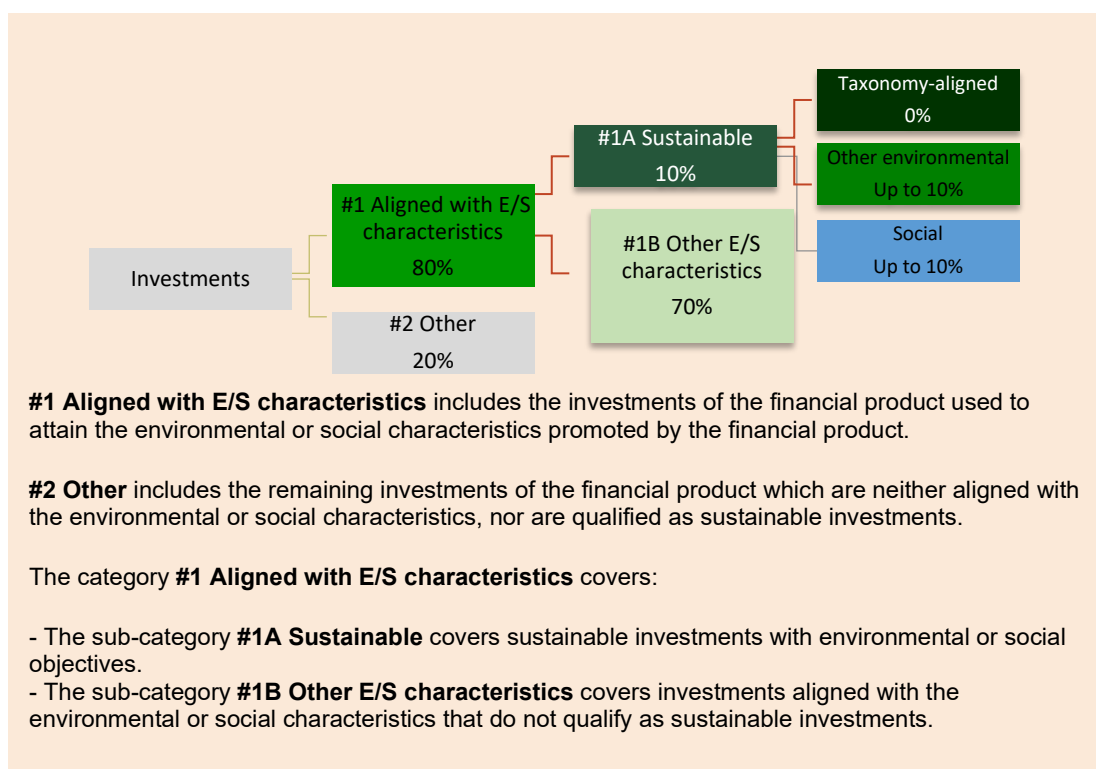 Investments
#1 Aligned with E/S
characteristics
80%
#2 Other
20%
#1A Sustainable
10%
#1B Other E/S
characteristics
70%
Taxonomy-aligned
0%
Other environmental
Up to 10%
Social
Up to 10%
#1 Aligned with E/S characteristics includes the investments of the financial product used to
attain the environmental or social characteristics promoted by the financial product.
#2 Other includes the remaining investments of the financial product which are neither aligned with
the environmental or social characteristics, nor are qualified as sustainable investments.
The category #1 Aligned with E/S characteristics covers:
- The sub-category #1A Sustainable covers sustainable investments with environmental or social
objectives.
- The sub-category #1B Other E/S characteristics covers investments aligned with the
environmental or social characteristics that do not qualify as sustainable investments.